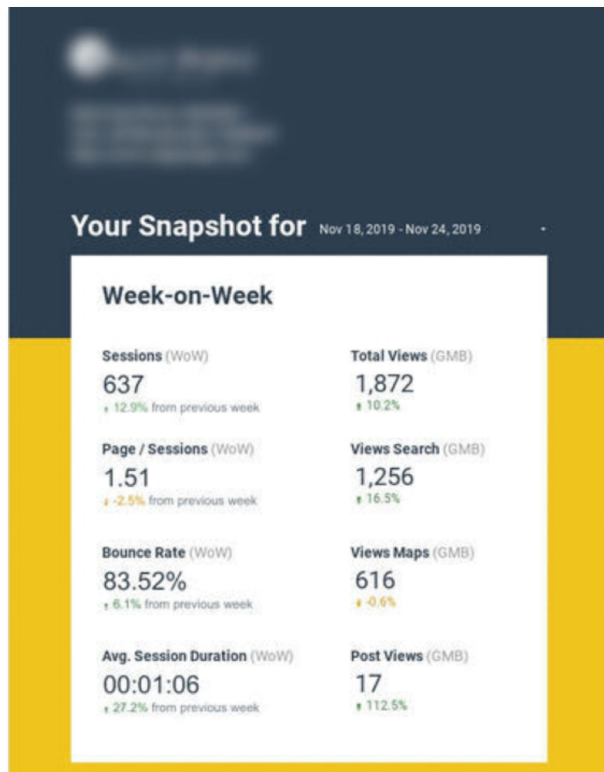 Your Snapshot for Nov 18, 2019 - Nov 24, 2019
Week-on-Week
Sessions (WoW)
637
12.9% from previous week
Page / Sessions (WoW)
1.51
-2.5% from previous week
Bounce Rate (WoW)
83.52%
6.1% from previous week
Avg. Session Duration (WoW)
00:01:06
27.2% from previous week
Total Views (GMB)
1,872
10.2%
Views Search (GMB)
1,256
16.5%
Views Maps (GMB)
616
-0.6%
Post Views (GMB)
17
112.5%